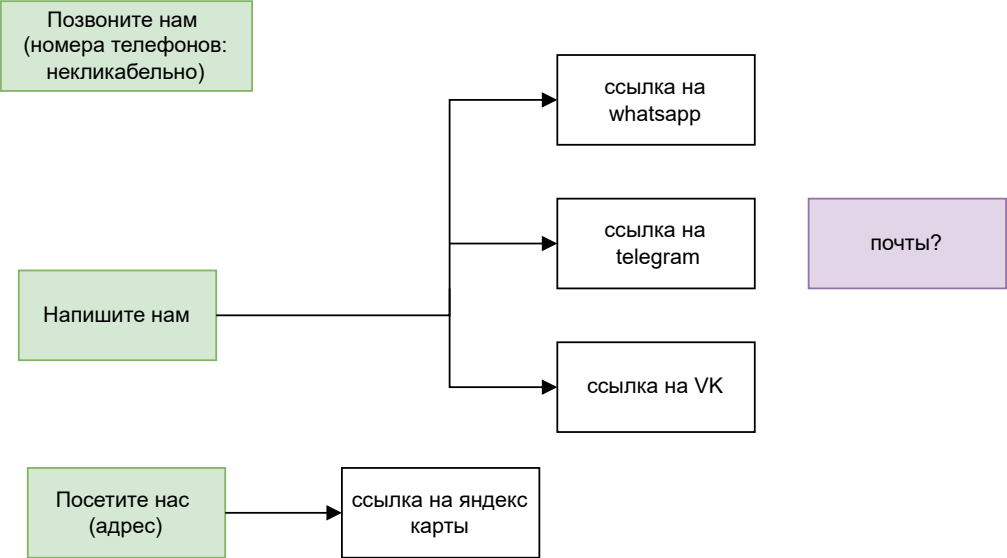 Позвоните нам
(номера телефонов:
некликабельно)
ссылка на
whatsapp
ссылка на
telegram
почты?
Напишите нам
ссылка на VK
Посетите нас
(адрес)
ссылка на яндекс
карты